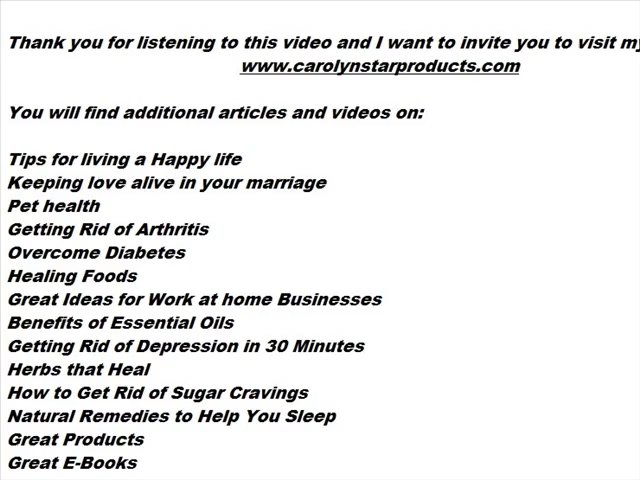 Thank you for listening to this video and I want to invite you to visit my
www.carolynstarproducts.com
You will find additional articles and videos on:
Tips for living a Happy life
Keeping love alive in your marriage
Pet health
Getting Rid of Arthritis
Overcome Diabetes
Healing Foods
Great Ideas for Work at home Businesses
Benefits of Essential Oils
Getting Rid of Depression in 30 Minutes
Herbs that Heal
How to Get Rid of Sugar Cravings
Natural Remedies to Help You Sleep
Great Products
Great E-Books